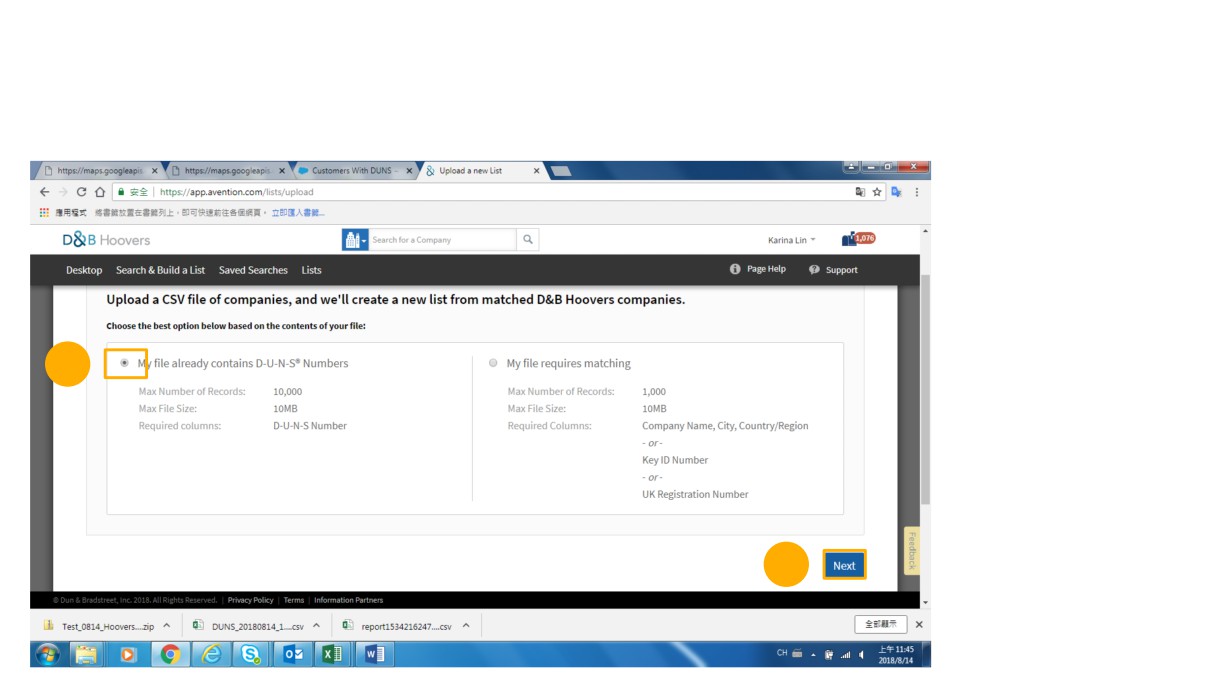 https://maps.googleapis × https://maps.googleapis × Customers With DUNS - × Upload a new List ×
安全 | https://app.avention.com/lists/upload
應用程式 將書籤放置在書籤列上，即可快速前往各個網頁。 立即匯入書籤...
D&B Hoovers Search for a Company Karina Lin 1,076
Desktop Search & Build a List Saved Searches Lists Page Help Support
Upload a CSV file of companies, and we'll create a new list from matched D&B Hoovers companies.
Choose the best option below based on the contents of your file:
My file already contains D-U-N-S® Numbers
Max Number of Records: 10,000
Max File Size: 10MB
Required columns: D-U-N-S Number
My file requires matching
Max Number of Records: 1,000
Max File Size: 10MB
Required Columns: Company Name, City, Country/Region
- or -
Key ID Number
- or -
UK Registration Number
Feedback
Next
© Dun & Bradstreet, Inc. 2018. All Rights Reserved. | Privacy Policy | Terms | Information Partners
Test_0814_Hoovers....zip DUNS_20180814_1....csv report1534216247....csv 全部顯示 ×
CH 上午 11:45
2018/8/14